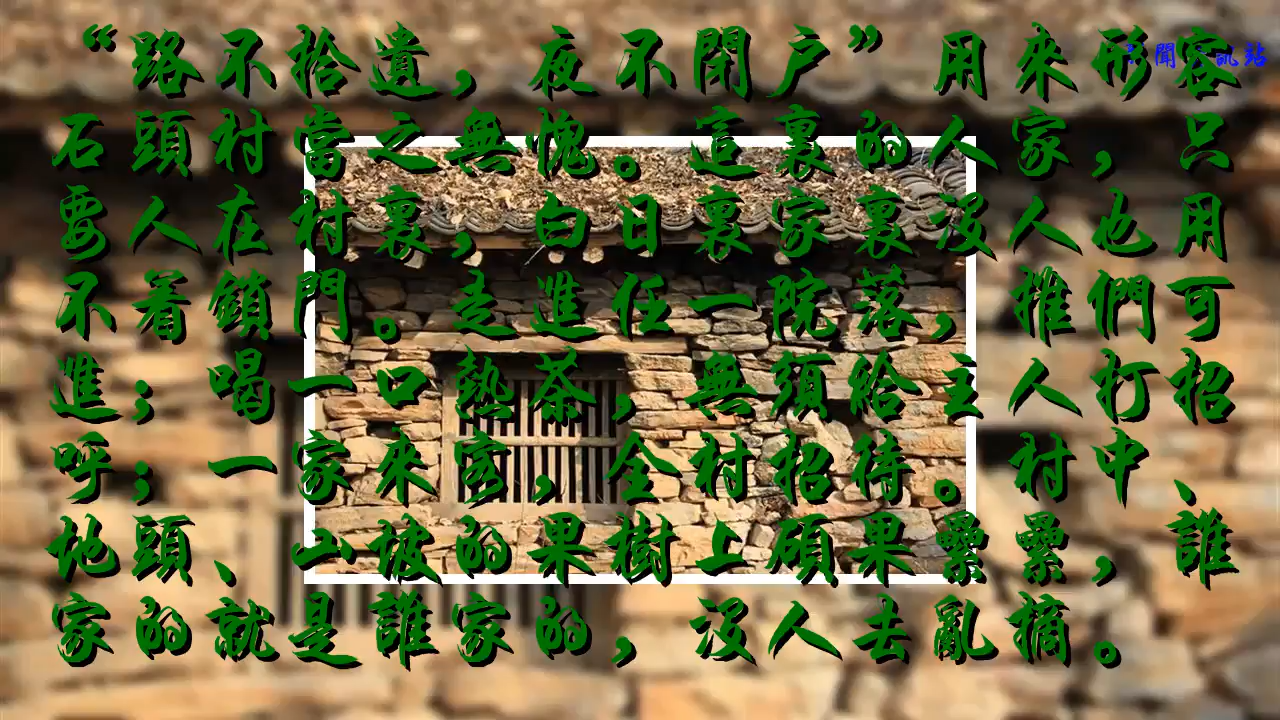 “路不拾遺，夜不閉户”用來形容
石頭村當之無愧。這裏的人家，只
要人在村裏，白日裏家裏没人也用
不着鎖門。走進任一院落，推們可
進；喝一口熱茶，無須給主人打招
呼；一家來客，全村招待。村中、
地頭、山坡的果樹上碩果纍纍，誰
家的就是誰家的，没人去亂摘。